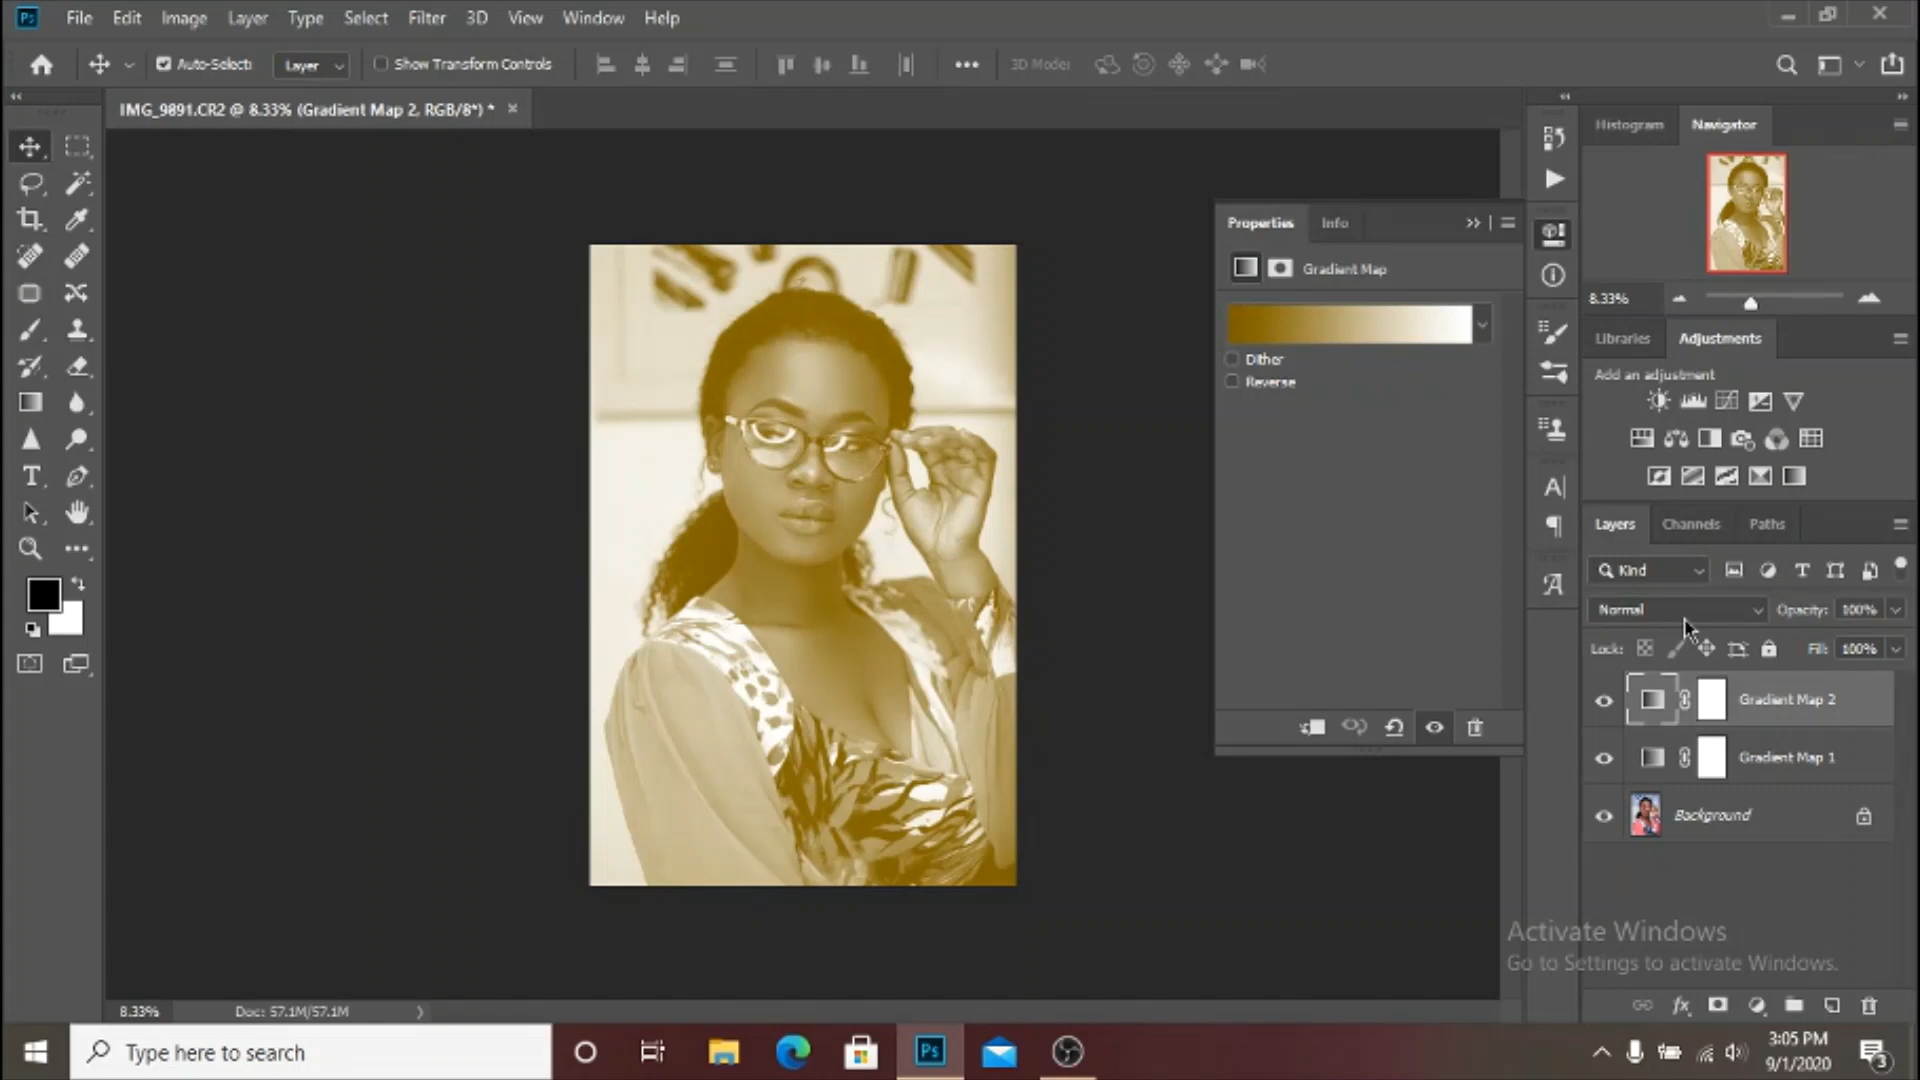 Ps File Edit Image Layer Type Select Filter 3D View Window Help
Auto-Select: Layer Show Transform Controls 3D Mode:
IMG_9891.CR2 @ 8.33% (Gradient Map 2, RGB/8*) *
Histogram Navigator
8.33%
Properties Info
Gradient Map
Dither
Reverse
Libraries Adjustments
Add an adjustment
Layers Channels Paths
Kind
Normal Opacity: 100%
Lock: Fill: 100%
Gradient Map 2
Gradient Map 1
Background
Activate Windows
Go to Settings to activate Windows.
8.33% Doc: 57.1M/57.1M
Type here to search
Ps
3:05 PM
9/1/2020
3